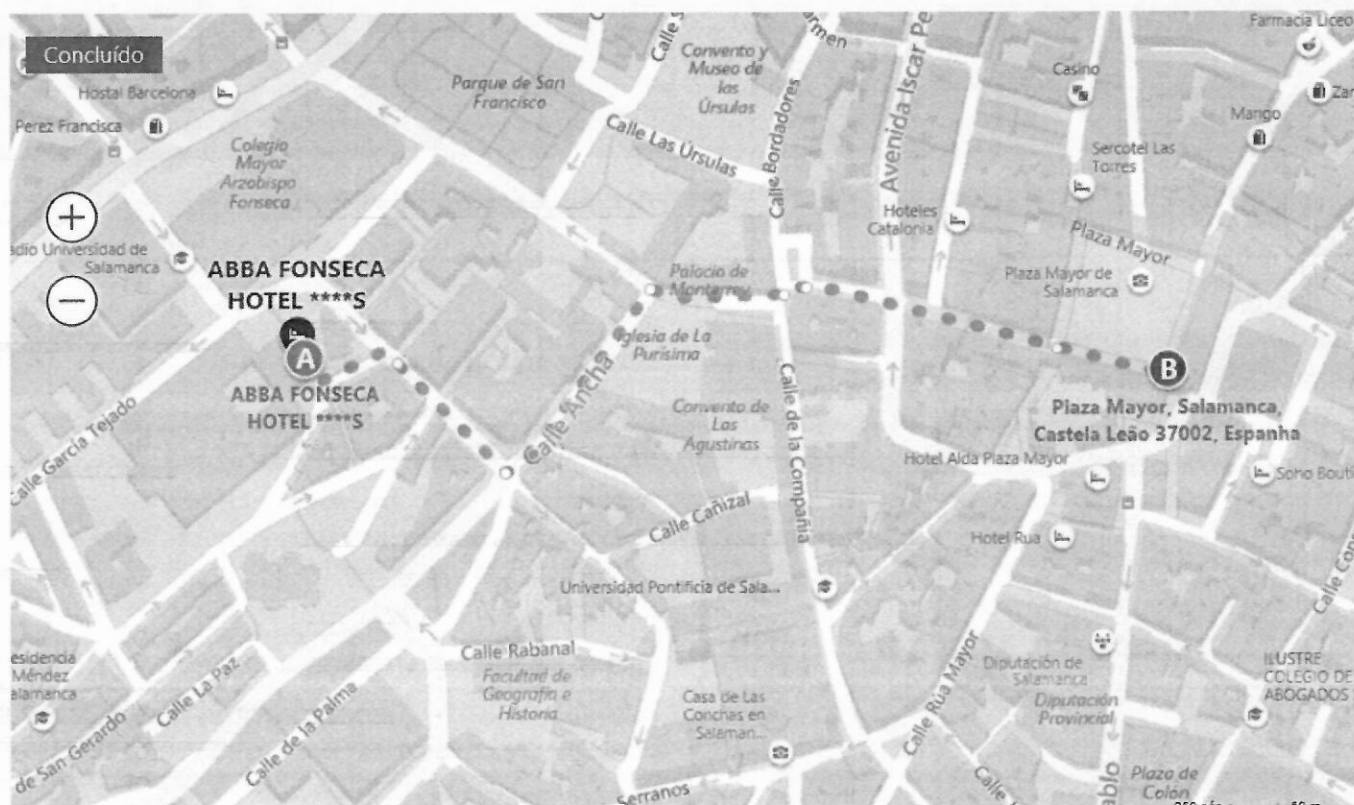 Concluído
Hostal Barcelona
Perez Francisca
Colegio
Mayor
Arzobispo
Fonseca
Parque de San
Francisco
Convento y
Museo de
las
Úrsulas
Calle Las Úrsulas
Calle Bordadores
Avenida Iscar Pe
Casino
Farmacia Liceo
Mango
Zar
Sercotel Las
Torres
Hoteles
Catalonia
Plaza Mayor
Plaza Mayor de
Salamanca
adio Universidad de
Salamanca
ABBA FONSECA
HOTEL ****S
A
ABBA FONSECA
HOTEL ****S
Palacio de
Monterrey
Iglesia de La
Purísima
Calle Ancha
Convento de
Las
Agustinas
Calle de la Compañía
B
Plaza Mayor, Salamanca,
Castela Leão 37002, Espanha
Calle García Tejado
Hotel Alda Plaza Mayor
Soho Bouti
Calle Cañizal
Hotel Rua
Universidad Pontificia de Sala...
Calle Con
esidencia
Méndez
alamanca
Calle La Paz
Calle Rabanal
Facultad de
Geografía e
Historia
Casa de Las
Conchas en
Salaman...
Calle Rúa Mayor
Diputación de
Salamanca
Diputación
Provincial
ILUSTRE
COLEGIO DE
ABOGADOS
de San Gerardo
Calle de la Palma
Serranos
Plaza de
Colón
ablo